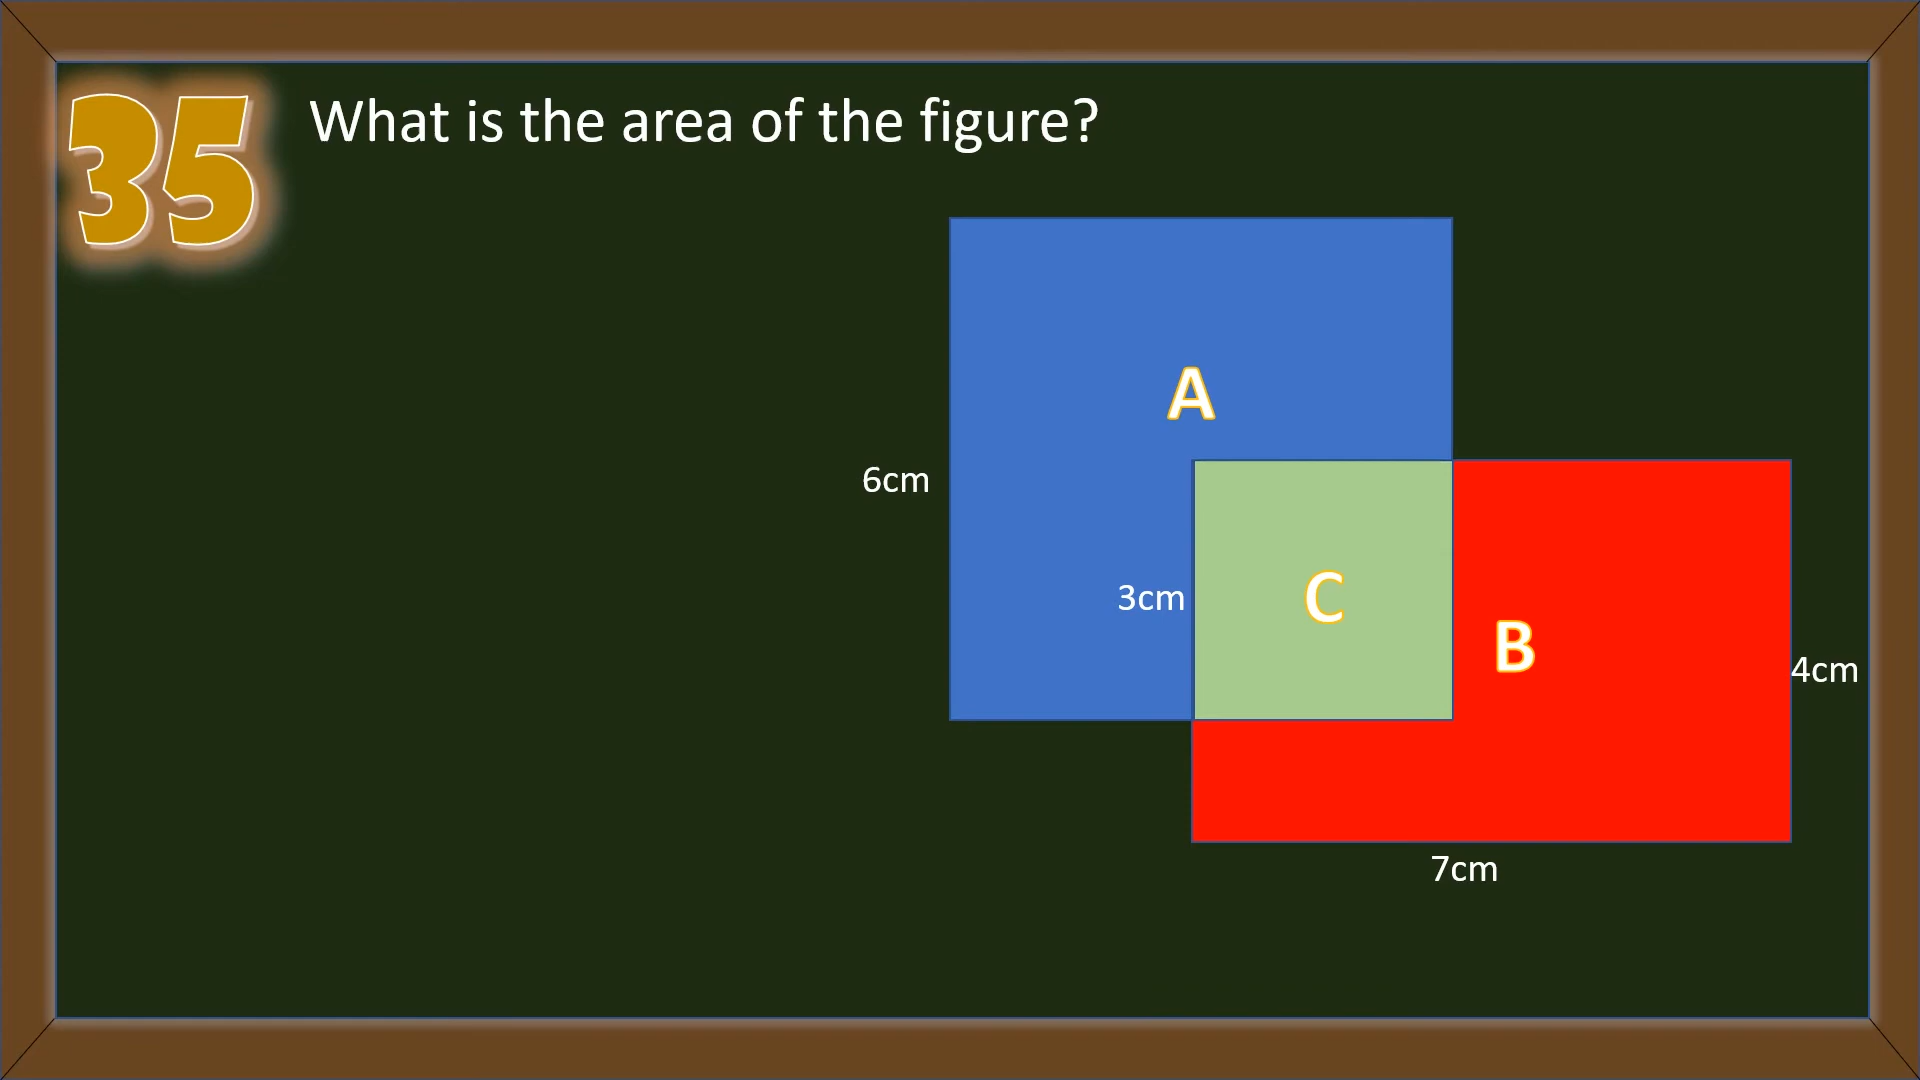 35
What is the area of the figure?
A
6cm
3cm
C
B
4cm
7cm